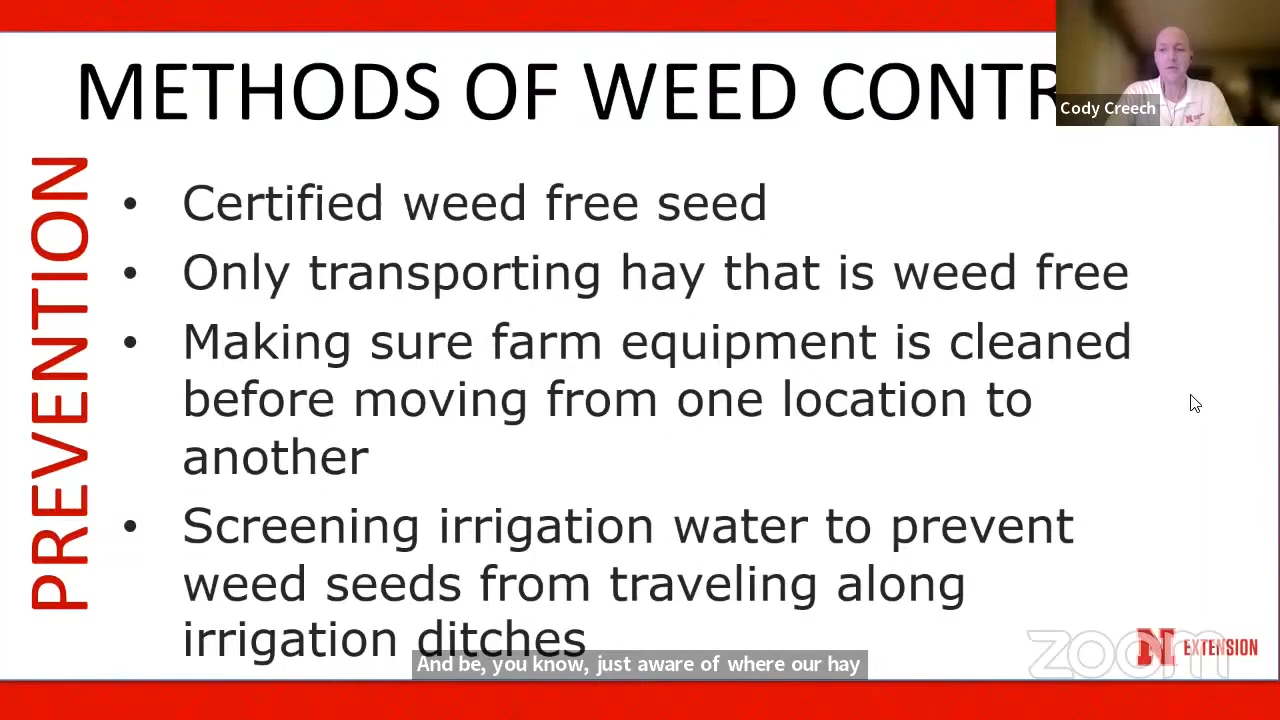 METHODS OF WEED CONTR
Cody Creech
N
PREVENTION
• Certified weed free seed
• Only transporting hay that is weed free
• Making sure farm equipment is cleaned
before moving from one location to
another
• Screening irrigation water to prevent
weed seeds from traveling along
irrigation ditches
And be, you know, just aware of where our hay
zoom
N EXTENSION